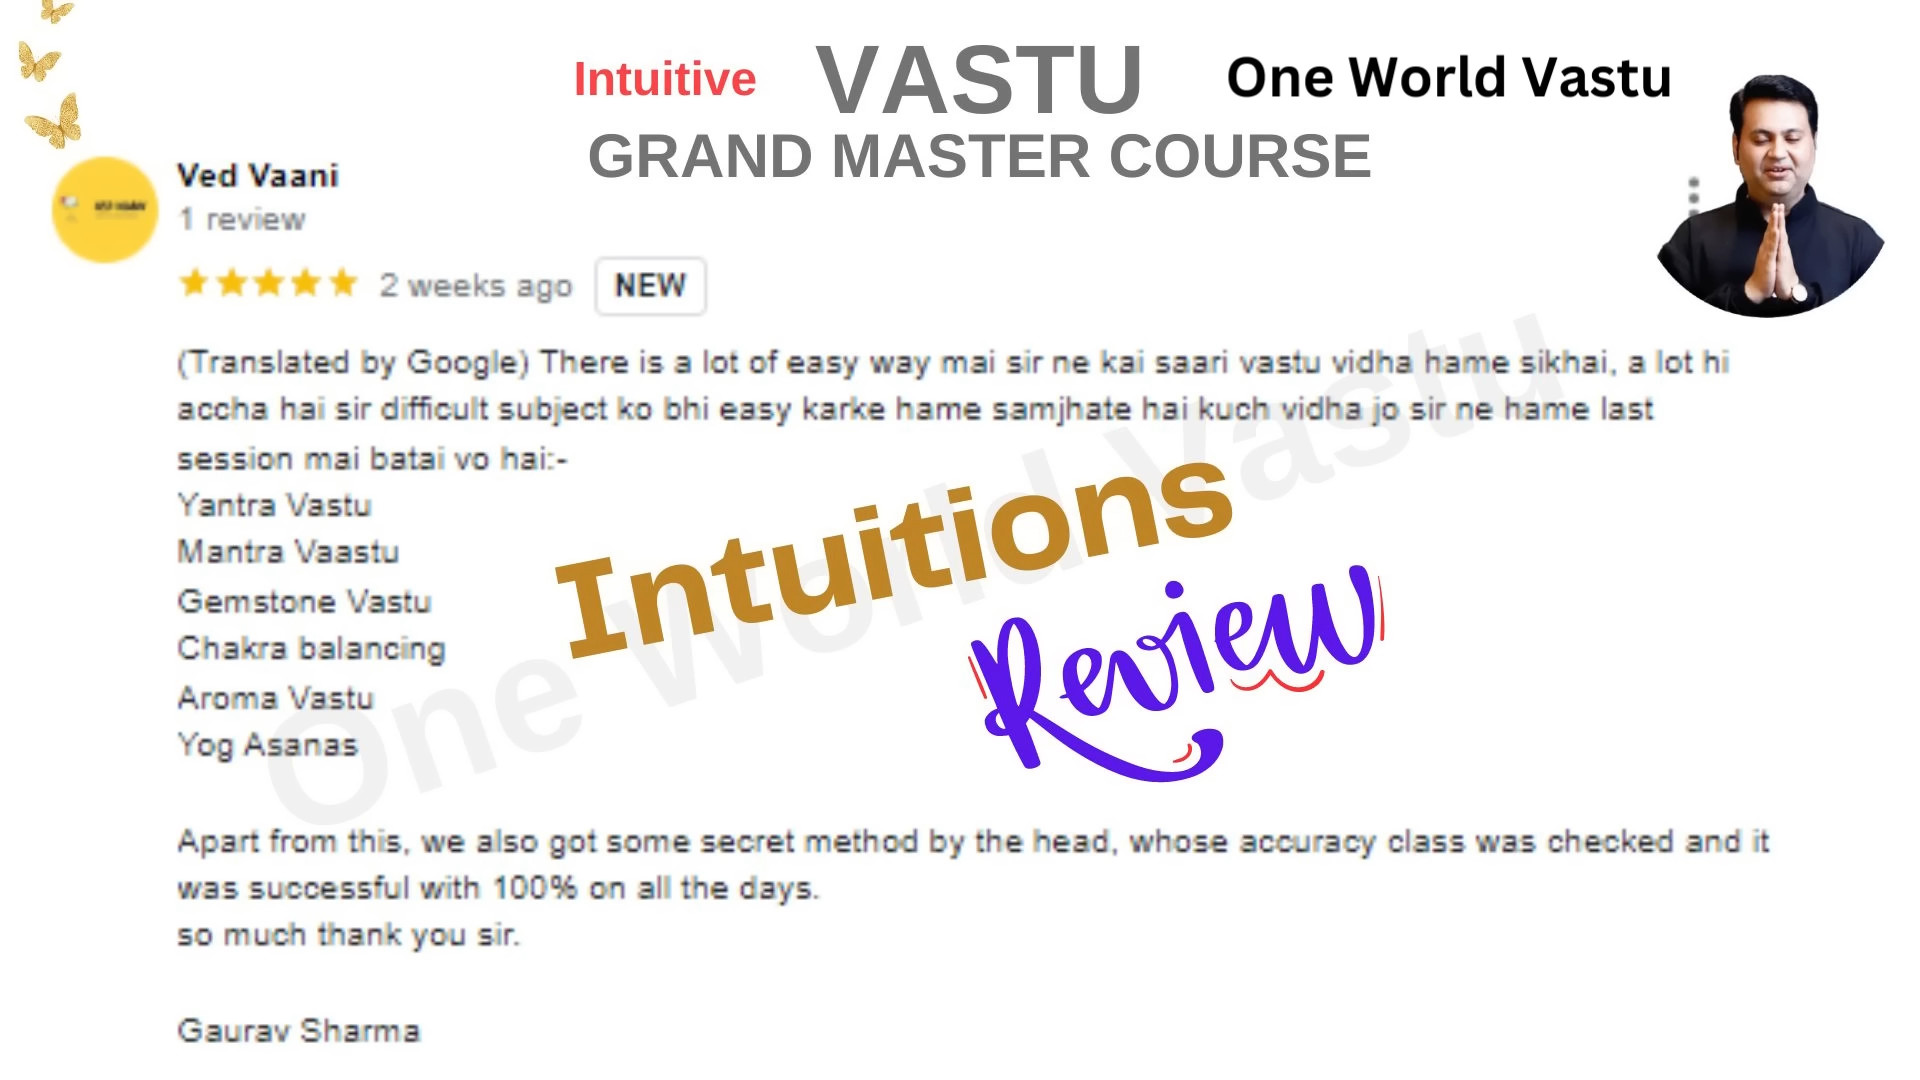 Intuitive VASTU One World Vastu
GRAND MASTER COURSE
Ved Vaani
1 review
2 weeks ago NEW
(Translated by Google) There is a lot of easy way mai sir ne kai saari vastu vidha hame sikhai, a lot hi
accha hai sir difficult subject ko bhi easy karke hame samjhate hai kuch vidha jo sir ne hame last
session mai batai vo hai:-
Yantra Vastu
Mantra Vaastu
Gemstone Vastu
Chakra balancing
Aroma Vastu
Yog Asanas
One World Vastu
Intuitions
Review
Apart from this, we also got some secret method by the head, whose accuracy class was checked and it
was successful with 100% on all the days.
so much thank you sir.
Gaurav Sharma